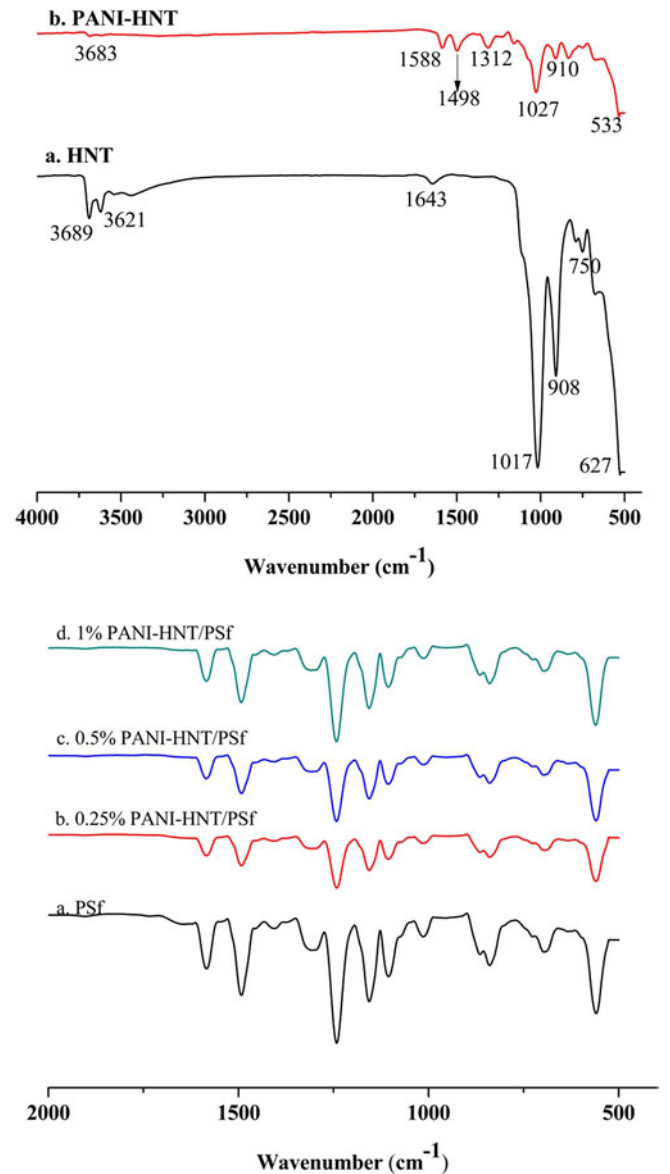 b. PANI-HNT
3683
1588
1312
910
1498
1027
533
a. HNT
3689
3621
1643
750
908
1017
627
4000 3500 3000 2500 2000 1500 1000 500
Wavenumber (cm-1)
d. 1% PANI-HNT/PSf
c. 0.5% PANI-HNT/PSf
b. 0.25% PANI-HNT/PSf
a. PSf
2000 1500 1000 500
Wavenumber (cm-1)